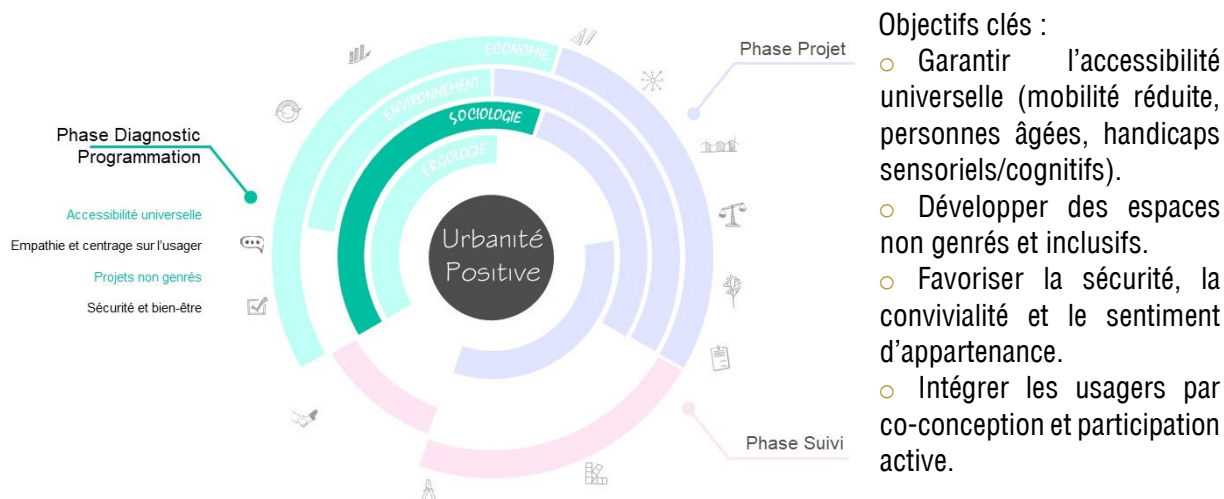 ECONOMIE
ENVIRONNEMENT
SOCIOLOGIE
ERGOLOGIE
Urbanité
Positive
Phase Projet
Phase Diagnostic
Programmation
Accessibilité universelle
Empathie et centrage sur l'usager
Projets non genrés
Sécurité et bien-être
Phase Suivi
Objectifs clés :
○ Garantir l'accessibilité
universelle (mobilité réduite,
personnes âgées, handicaps
sensoriels/cognitifs).
○ Développer des espaces
non genrés et inclusifs.
○ Favoriser la sécurité, la
convivialité et le sentiment
d'appartenance.
○ Intégrer les usagers par
co-conception et participation
active.